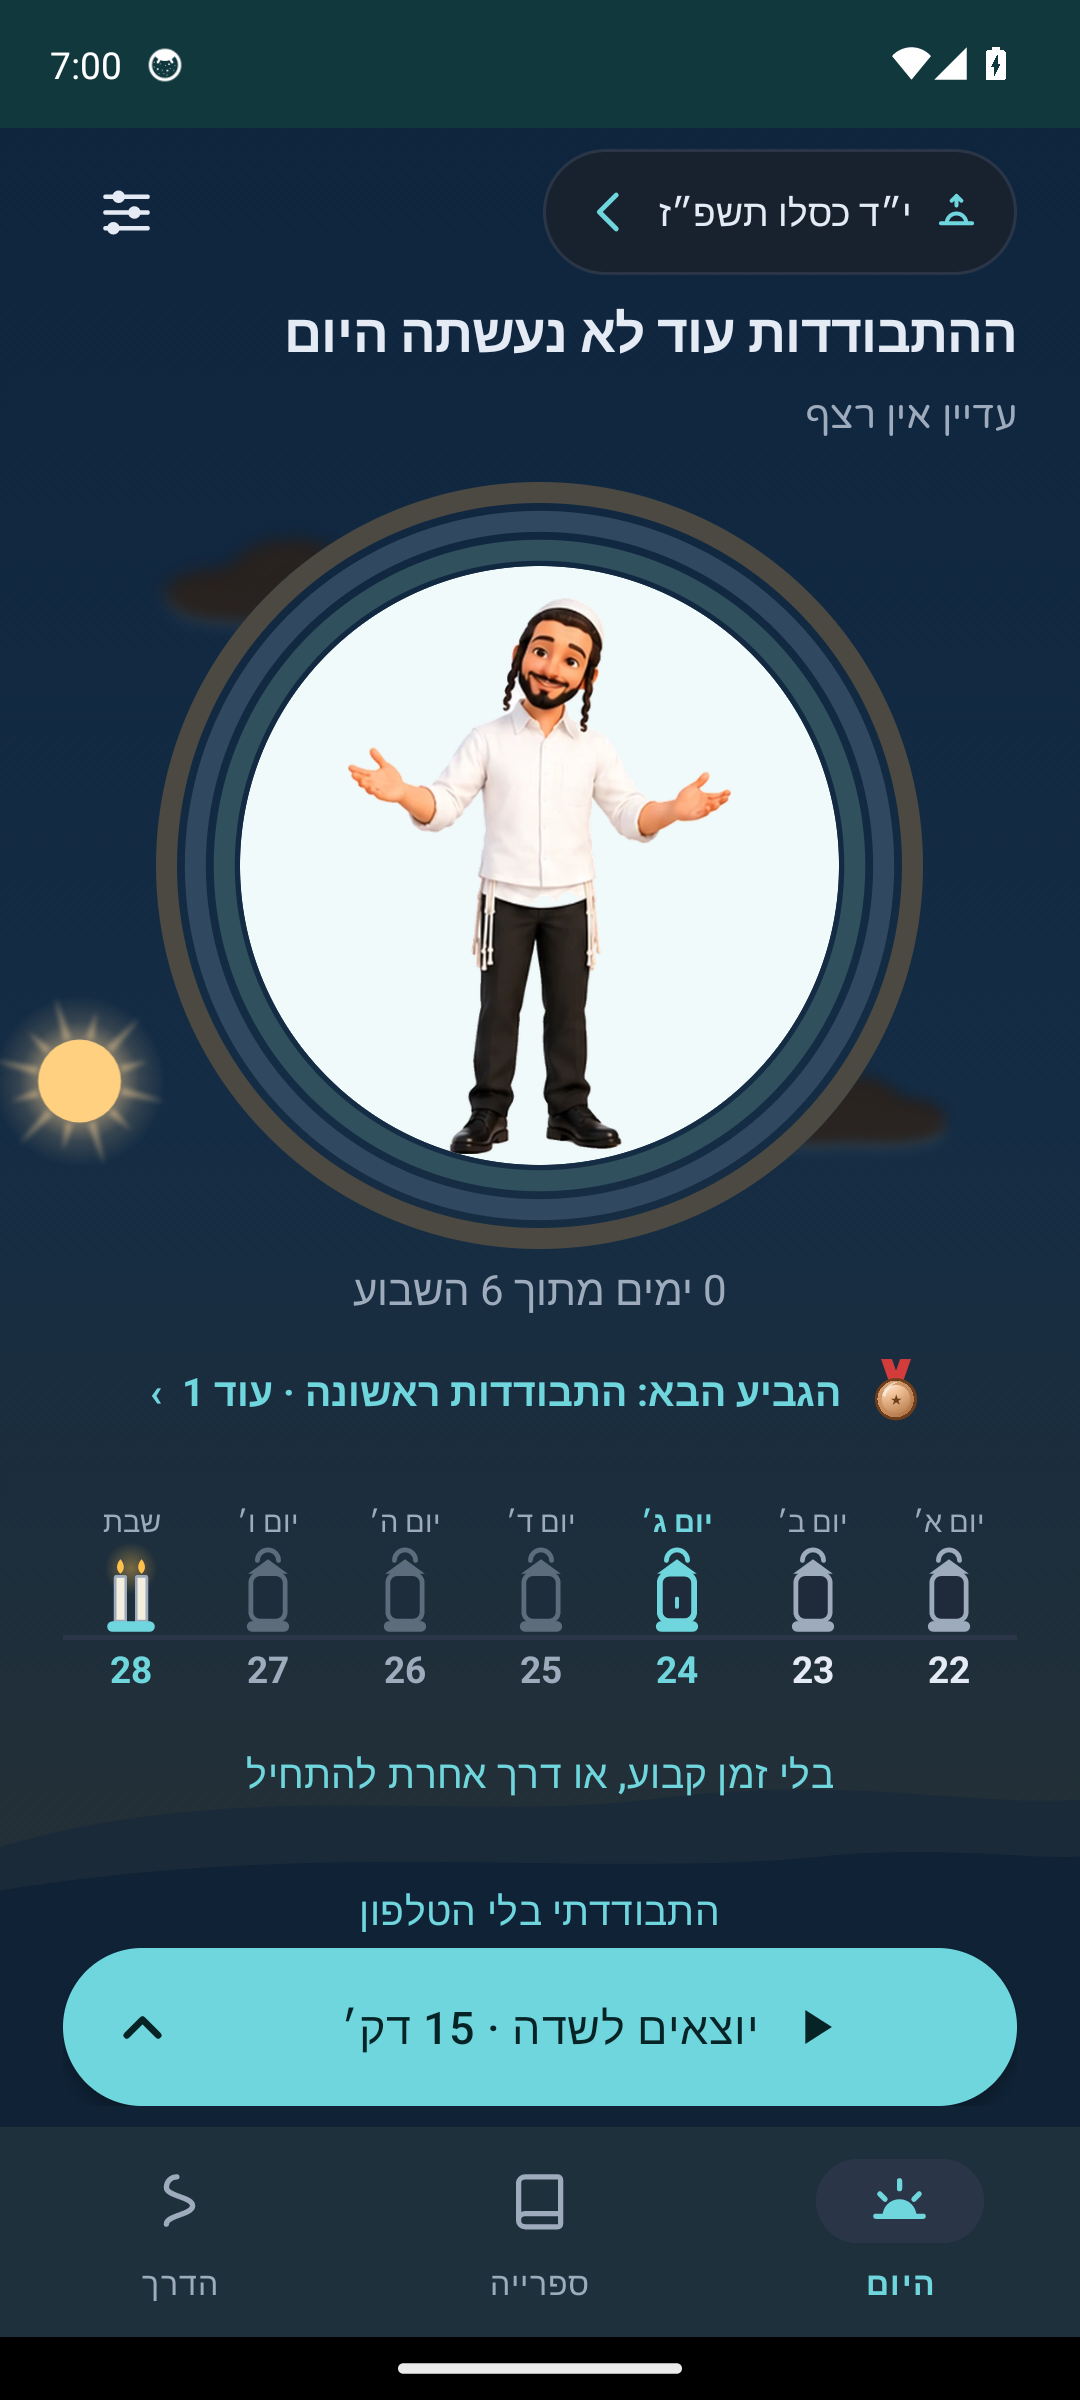 7:00
י״ד כסלו תשפ״ז
ההתבודדות עוד לא נעשתה היום
עדיין אין רצף
0 ימים מתוך 6 השבוע
הגביע הבא: התבודדות ראשונה · עוד 1 ›
יום א׳ יום ב׳ יום ג׳ יום ד׳ יום ה׳ יום ו׳ שבת
22 23 24 25 26 27 28
בלי זמן קבוע, או דרך אחרת להתחיל
התבודדתי בלי הטלפון
יוצאים לשדה · 15 דק׳
היום ספרייה הדרך